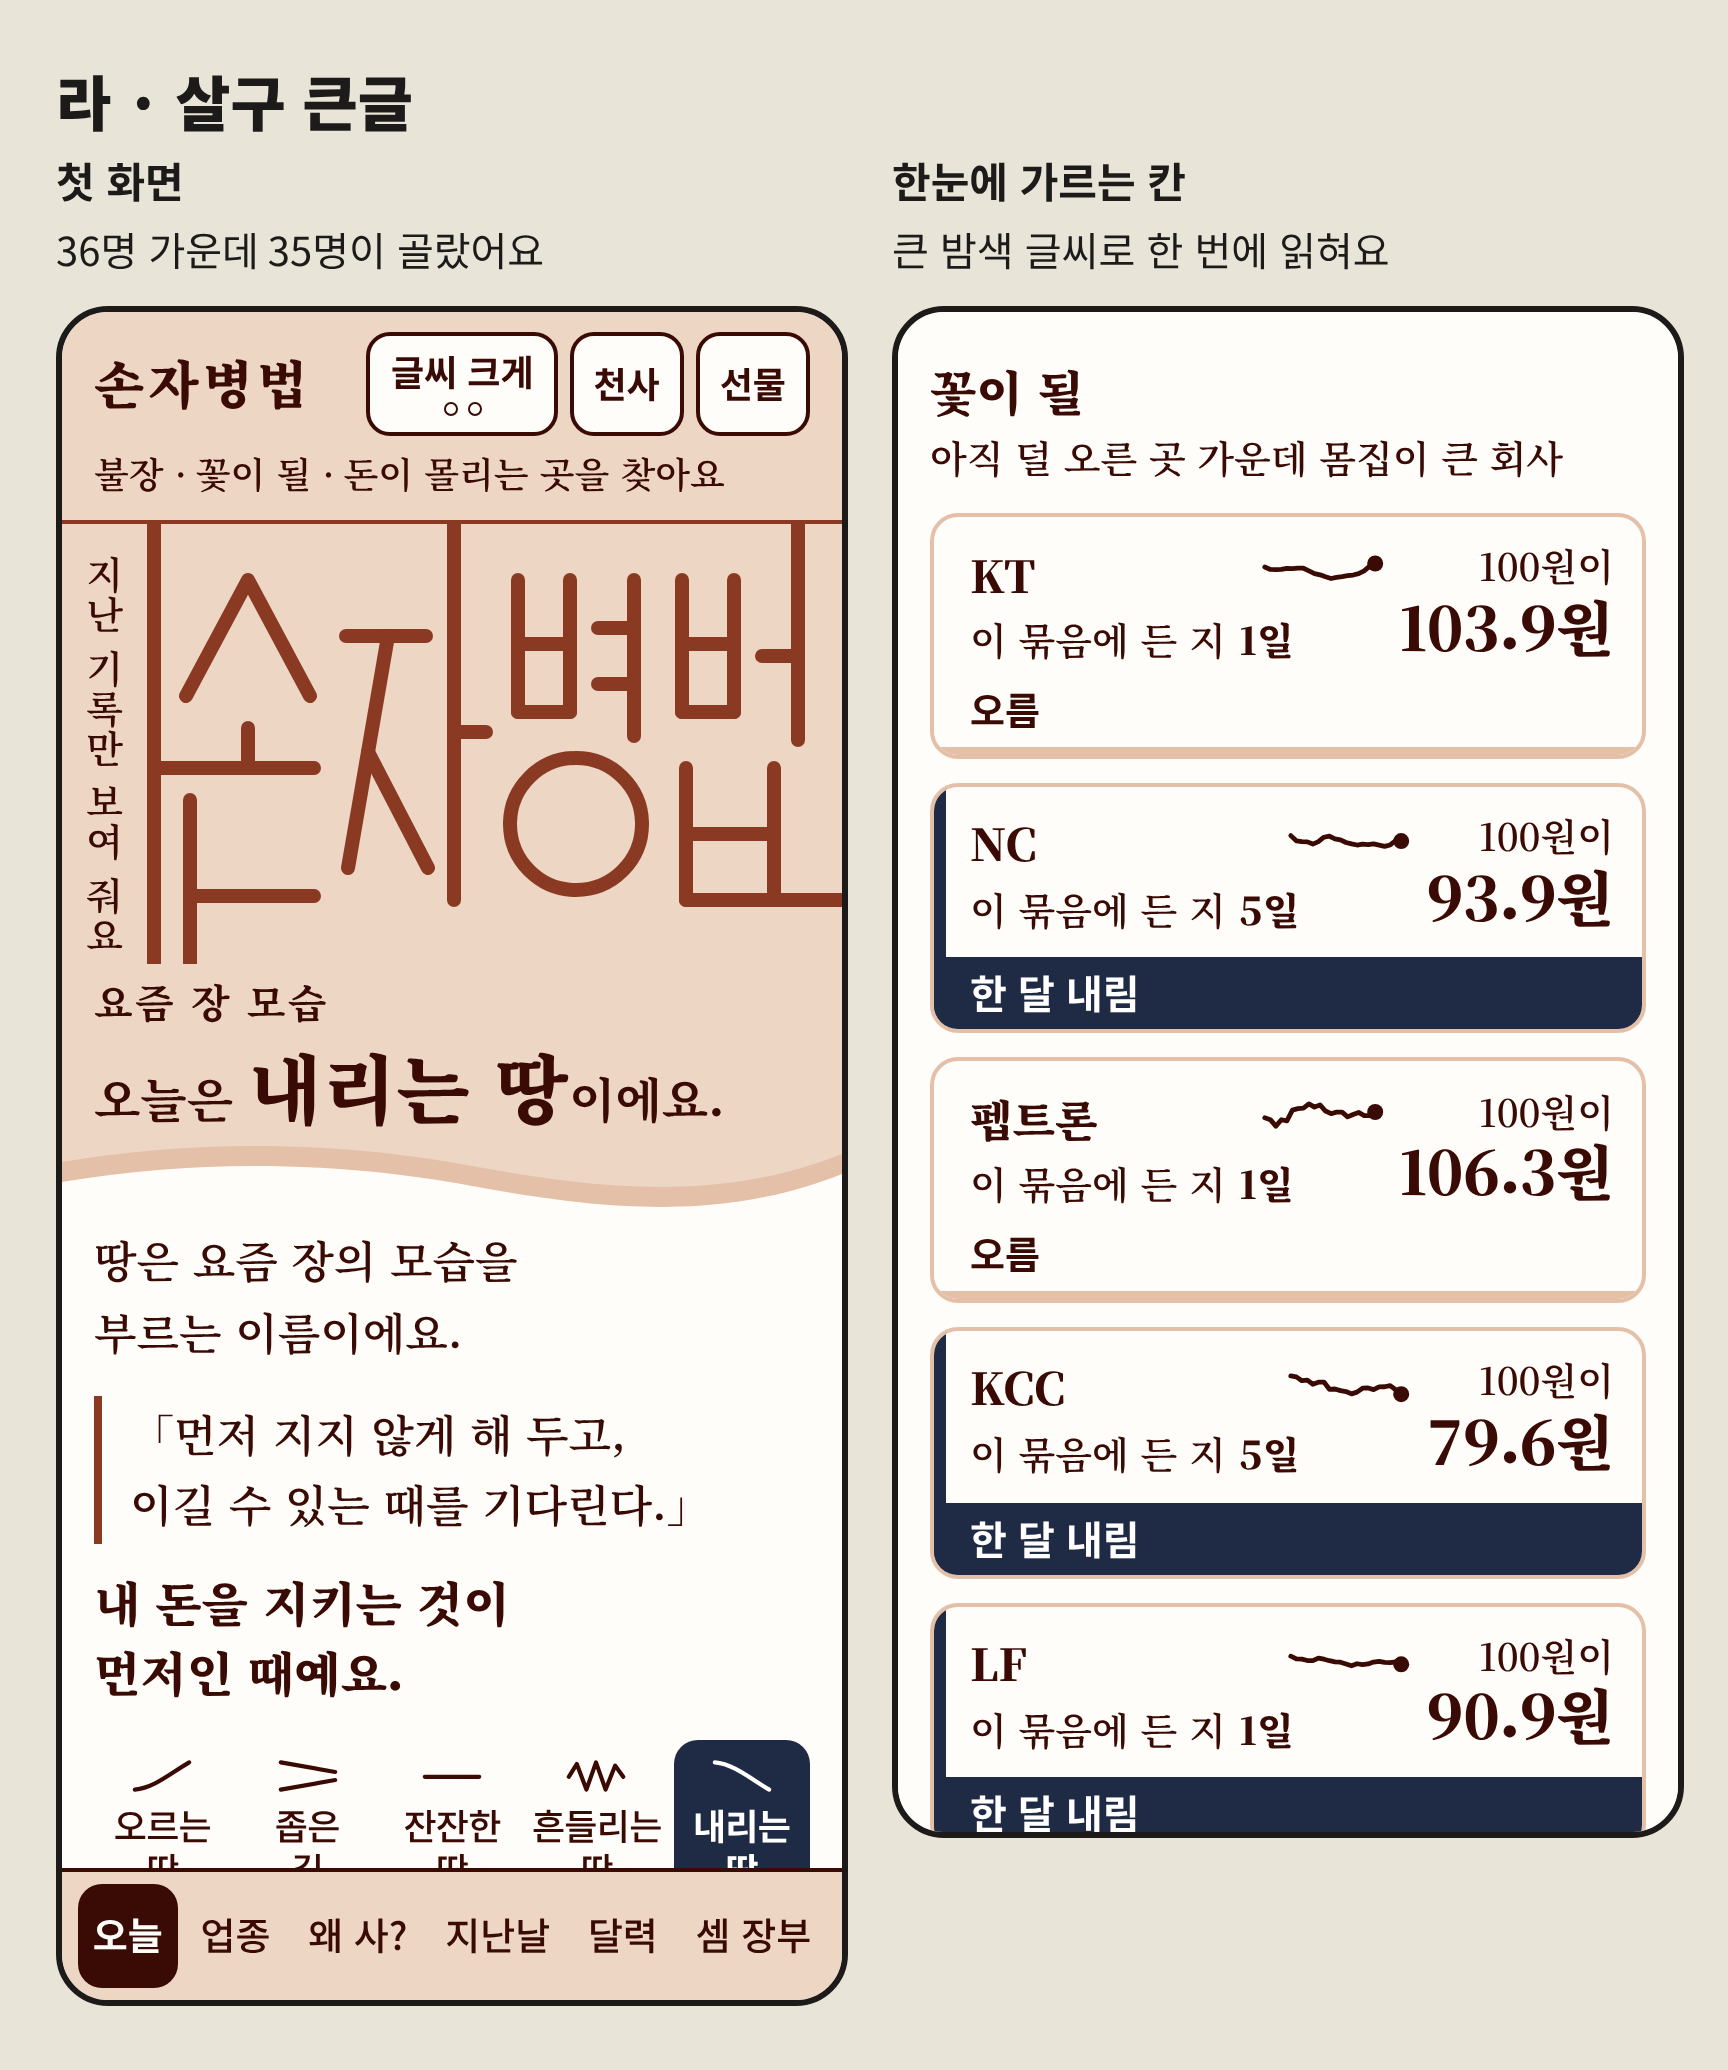 라 · 살구 큰글
첫 화면
36명 가운데 35명이 골랐어요
손자병법
글씨 크게
천사
선물
불장 · 꽃이 될 · 돈이 몰리는 곳을 찾아요
지난 기록만 보여 줘요
손자병법
요즘 장 모습
오늘은 내리는 땅이에요.
땅은 요즘 장의 모습을
부르는 이름이에요.
「먼저 지지 않게 해 두고,
이길 수 있는 때를 기다린다.」
내 돈을 지키는 것이
먼저인 때예요.
오르는 땅
좁은 길
잔잔한 땅
흔들리는 땅
내리는 땅
오늘
업종
왜 사?
지난날
달력
셈 장부
한눈에 가르는 칸
큰 밤색 글씨로 한 번에 읽혀요
꽃이 될
아직 덜 오른 곳 가운데 몸집이 큰 회사
KT
100원이
이 묶음에 든 지 1일
103.9원
오름
NC
100원이
이 묶음에 든 지 5일
93.9원
한 달 내림
펩트론
100원이
이 묶음에 든 지 1일
106.3원
오름
KCC
100원이
이 묶음에 든 지 5일
79.6원
한 달 내림
LF
100원이
이 묶음에 든 지 1일
90.9원
한 달 내림